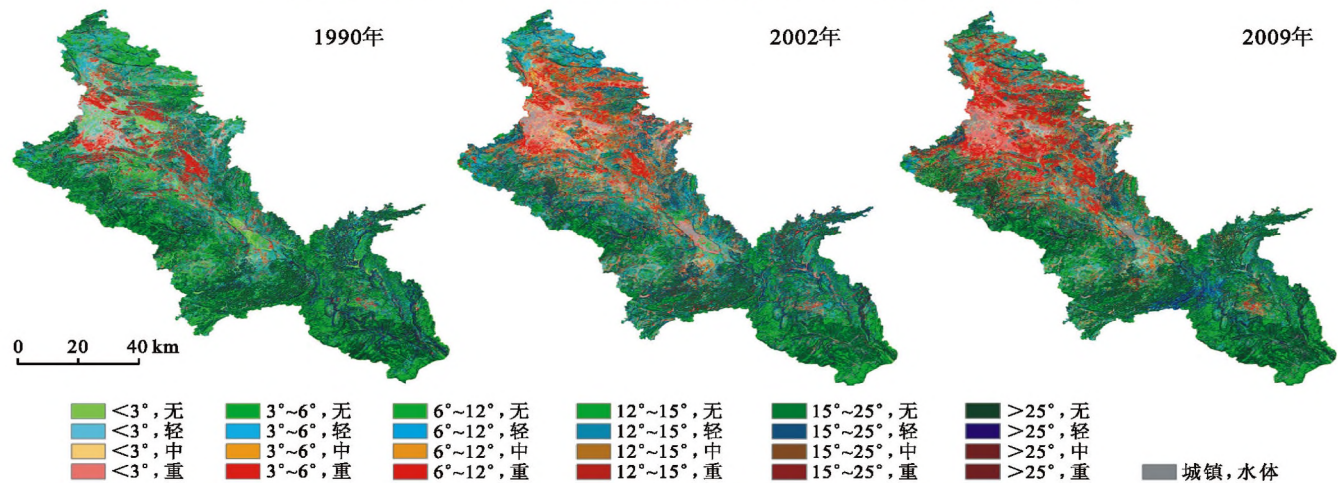 1990年
2002年
2009年
0 20 40 km
<3°,无 3°~6°,无 6°~12°,无 12°~15°,无 15°~25°,无 >25°,无
<3°,轻 3°~6°,轻 6°~12°,轻 12°~15°,轻 15°~25°,轻 >25°,轻
<3°,中 3°~6°,中 6°~12°,中 12°~15°,中 15°~25°,中 >25°,中
<3°,重 3°~6°,重 6°~12°,重 12°~15°,重 15°~25°,重 >25°,重 城镇,水体